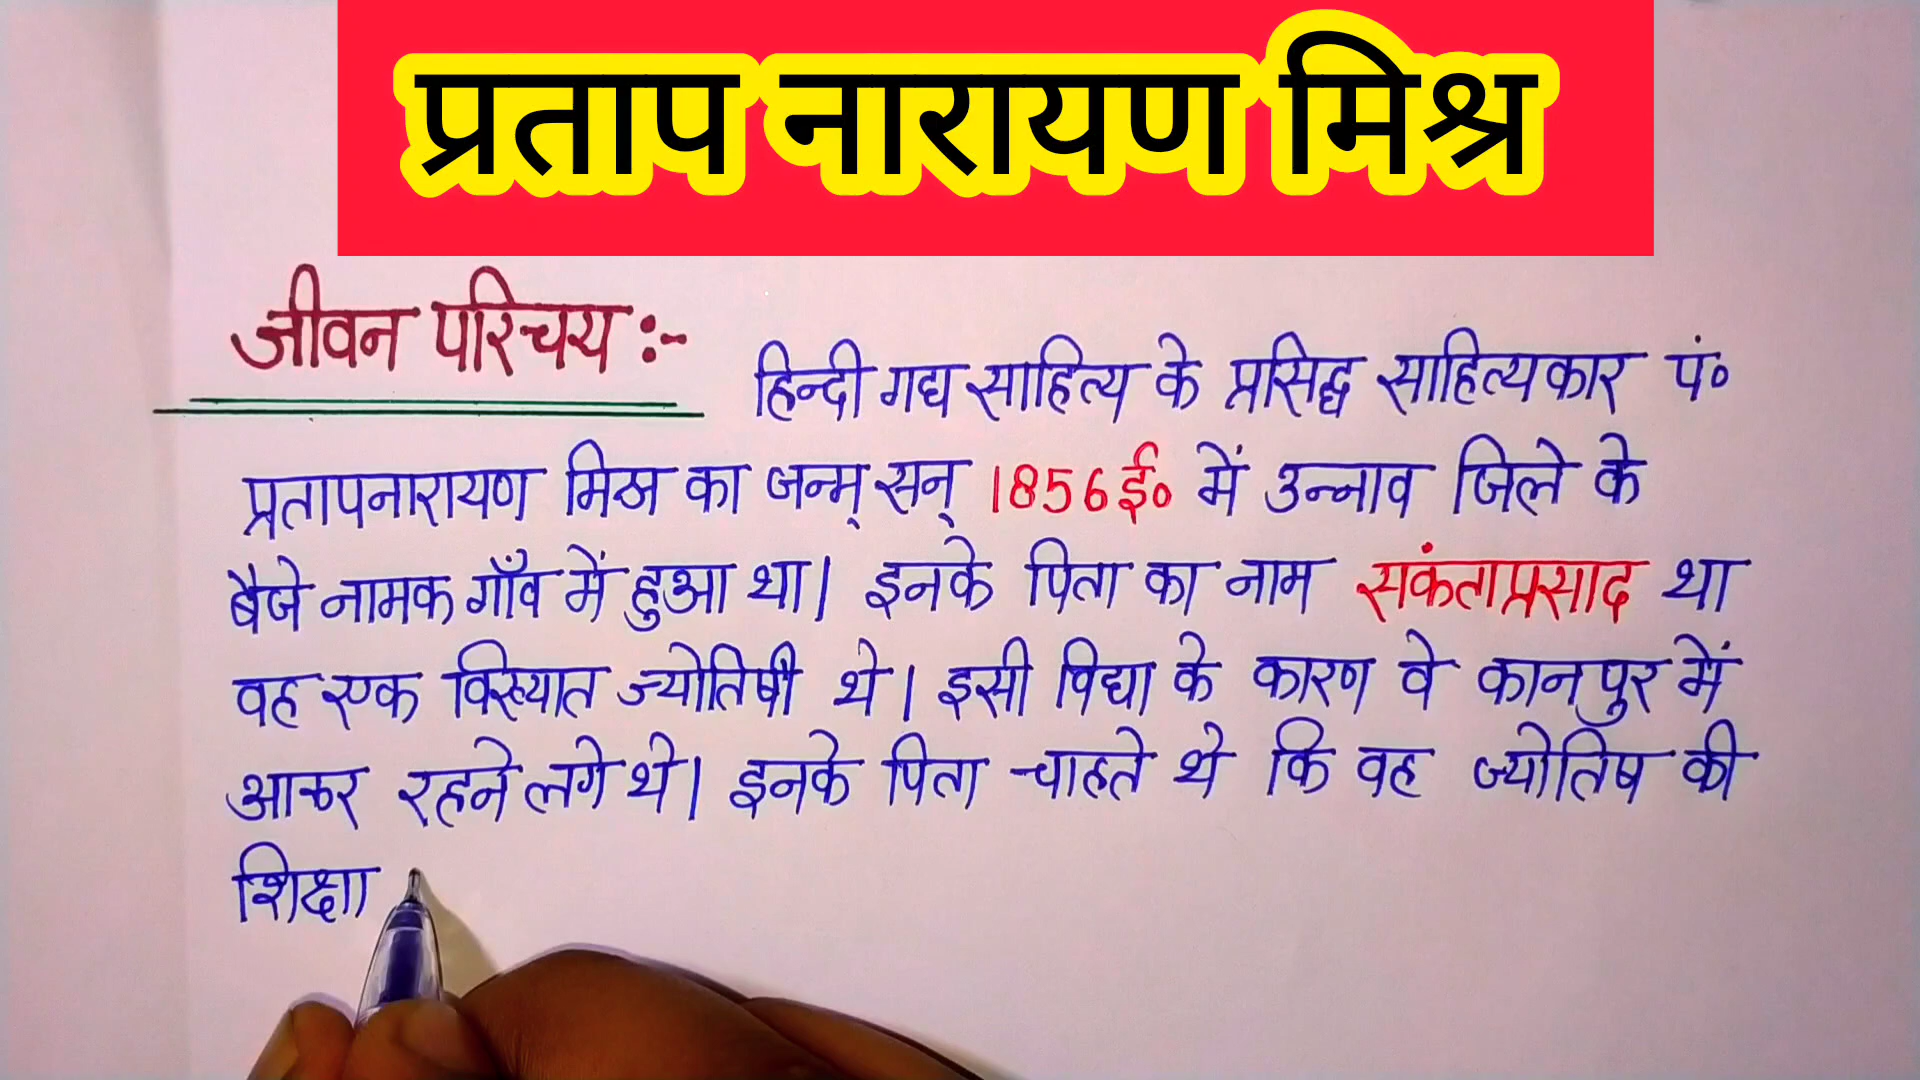 प्रताप नारायण मिश्र
जीवन परिचय :-
हिन्दी गद्य साहित्य के प्रसिद्ध साहित्यकार पं०
प्रतापनारायण मिश्र का जन्म् सन् 1856 ई० में उन्नाव जिले के
बैजे नामक गाँव में हुआ था। इनके पिता का नाम संकताप्रसाद था
वह एक विख्यात ज्योतिषी थे। इसी विद्या के कारण वे कानपुर में
आकर रहने लगे थे। इनके पिता चाहते थे कि वह ज्योतिष की
शिक्षा